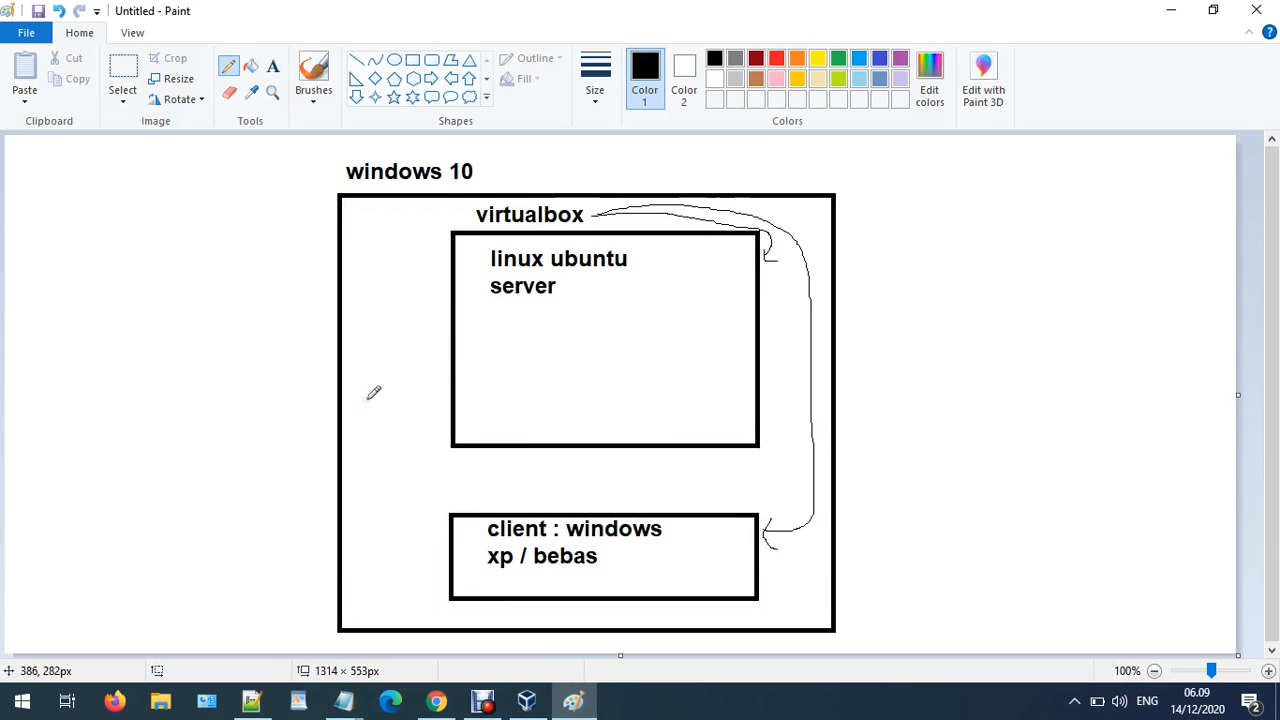 Untitled - Paint
File
Home
View
Paste
Cut
Copy
Clipboard
Select
Crop
Resize
Rotate
Image
A
Tools
Brushes
Outline
Fill
Shapes
Size
Color 1
Color 2
Edit colors
Edit with Paint 3D
Colors
windows 10
virtualbox
linux ubuntu
server
client : windows
xp / bebas
386, 282px
1314 × 553px
100%
ENG
06.09
14/12/2020
2